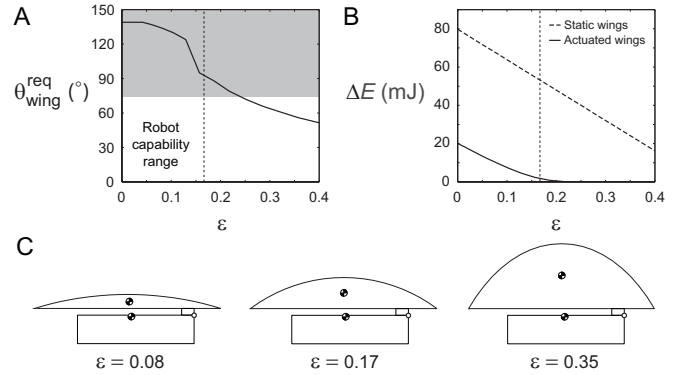 A
150
120
90
60
30
0
θ req wing (°)
Robot
capability
range
0
0.1
0.2
0.3
0.4
ε
B
100
80
60
40
20
0
ΔE (mJ)
Static wings
Actuated wings
0
0.1
0.2
0.3
0.4
ε
C
ε = 0.08
ε = 0.17
ε = 0.35